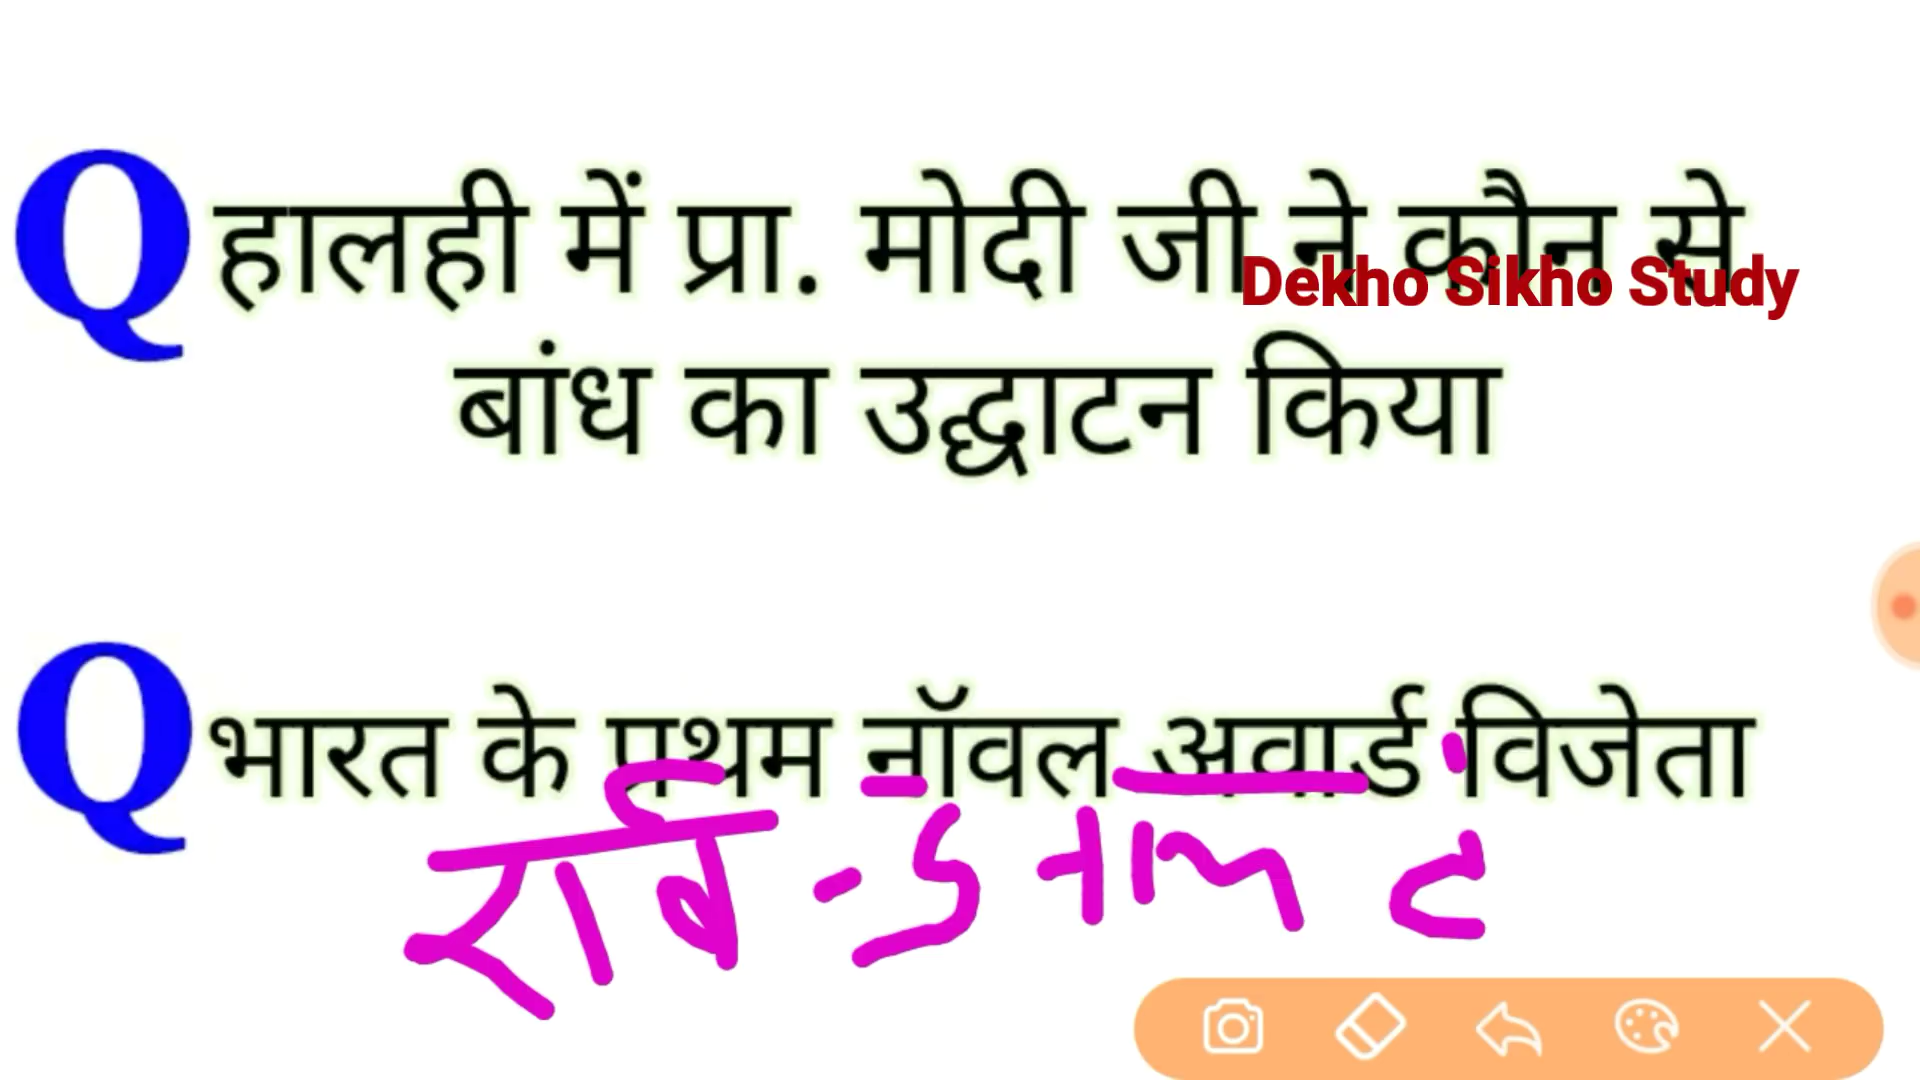 Q हालही में प्रा. मोदी जी ने कौन से
Dekho Sikho Study
बांध का उद्घाटन किया
Q भारत के प्रथम नॉवल अवार्ड विजेता